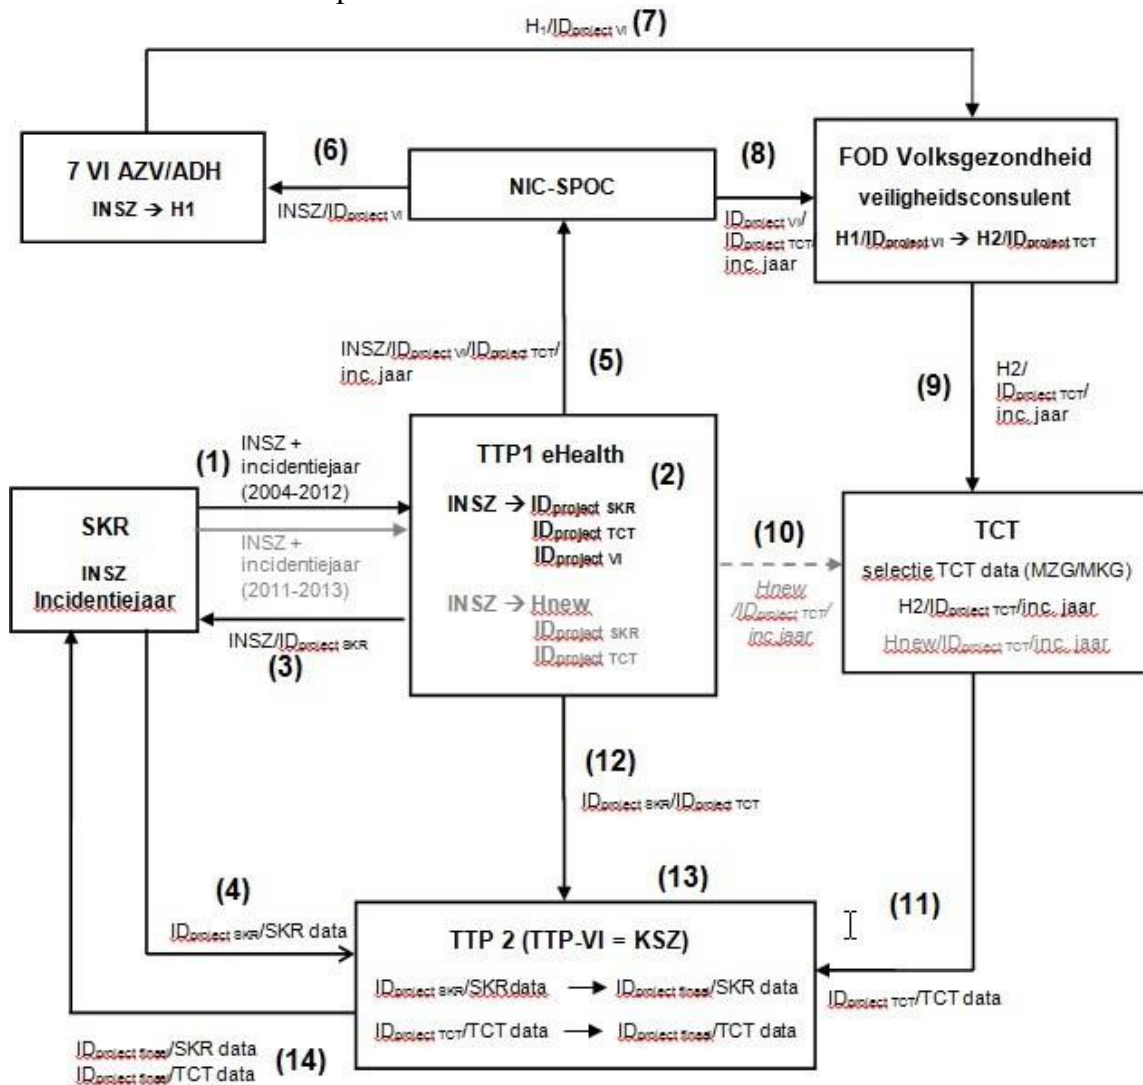 H1/IDproject VI (7)
7 VI AZV/ADH
INSZ → H1
(6)
INSZ/IDproject VI
NIC-SPOC
(8)
IDproject VI/
IDproject TCT/
inc. jaar
FOD Volksgezondheid
veiligheidsconsulent
H1/IDproject VI → H2/IDproject TCT
INSZ/IDproject VI/IDproject TCT/
inc. jaar
(5)
(9)
H2/
IDproject TCT/
inc. jaar
(1)
INSZ +
incidentiejaar
(2004-2012)
INSZ +
incidentiejaar
(2011-2013)
SKR
INSZ
Incidentiejaar
INSZ/IDproject SKR
(3)
TTP1 eHealth
(2)
INSZ → IDproject SKR
IDproject TCT
IDproject VI
INSZ → Hnew
IDproject SKR
IDproject TCT
(10)
Hnew
/IDproject TCT/
inc. jaar
TCT
selectie TCT data (MZG/MKG)
H2/IDproject TCT/inc. jaar
Hnew/IDproject TCT/inc. jaar
(12)
IDproject SKR/IDproject TCT
(13)
(4)
IDproject SKR/SKR data
(11)
IDproject TCT/TCT data
TTP 2 (TTP-VI = KSZ)
IDproject SKR/SKRdata → IDproject finaal/SKR data
IDproject TCT/TCT data → IDproject finaal/TCT data
IDproject finaal/SKR data
IDproject finaal/TCT data
(14)